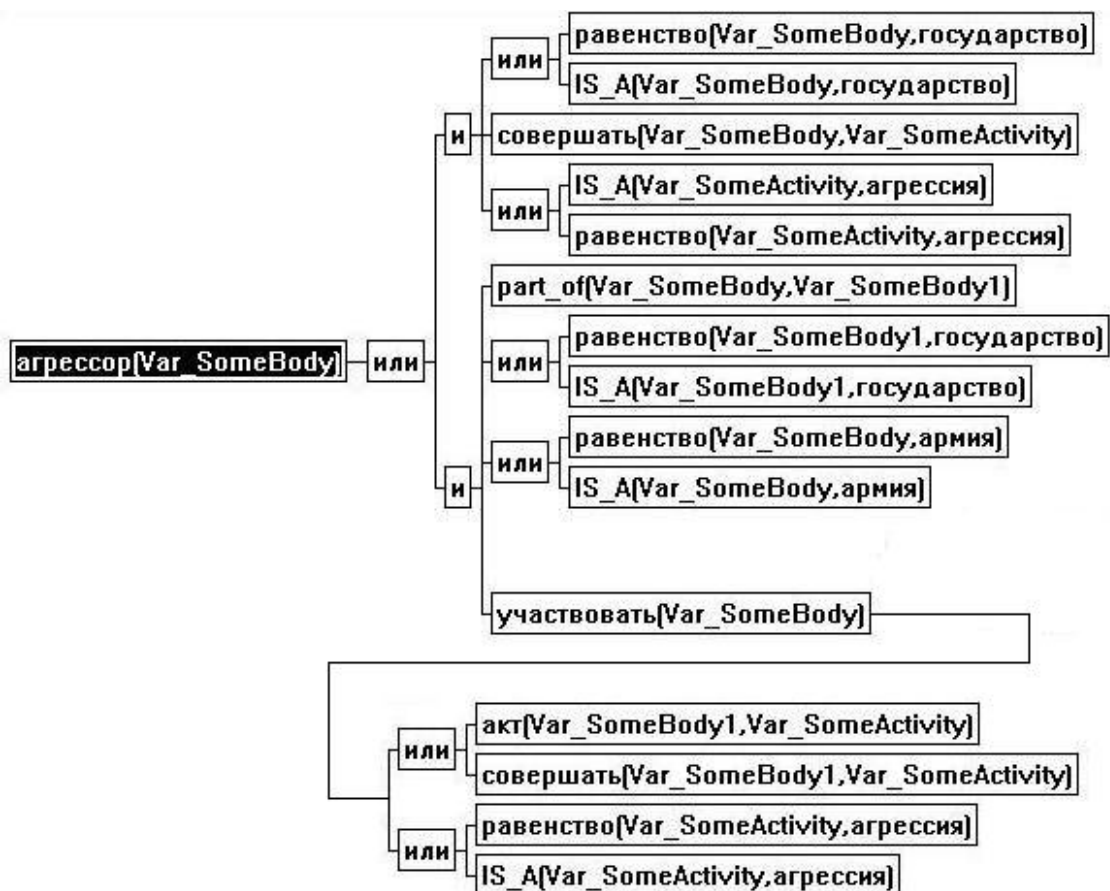 равенство(Var_SomeBody,государство)
или
IS_A(Var_SomeBody,государство)
и
совершать(Var_SomeBody,Var_SomeActivity)
IS_A(Var_SomeActivity,агрессия)
или
равенство(Var_SomeActivity,агрессия)
part_of(Var_SomeBody,Var_SomeBody1)
равенство(Var_SomeBody1,государство)
агрессор(Var_SomeBody) или или
IS_A(Var_SomeBody1,государство)
равенство(Var_SomeBody,армия)
или
и IS_A(Var_SomeBody,армия)
участвовать(Var_SomeBody)
акт(Var_SomeBody1,Var_SomeActivity)
или
совершать(Var_SomeBody1,Var_SomeActivity)
равенство(Var_SomeActivity,агрессия)
или
IS_A(Var_SomeActivity,агрессия)